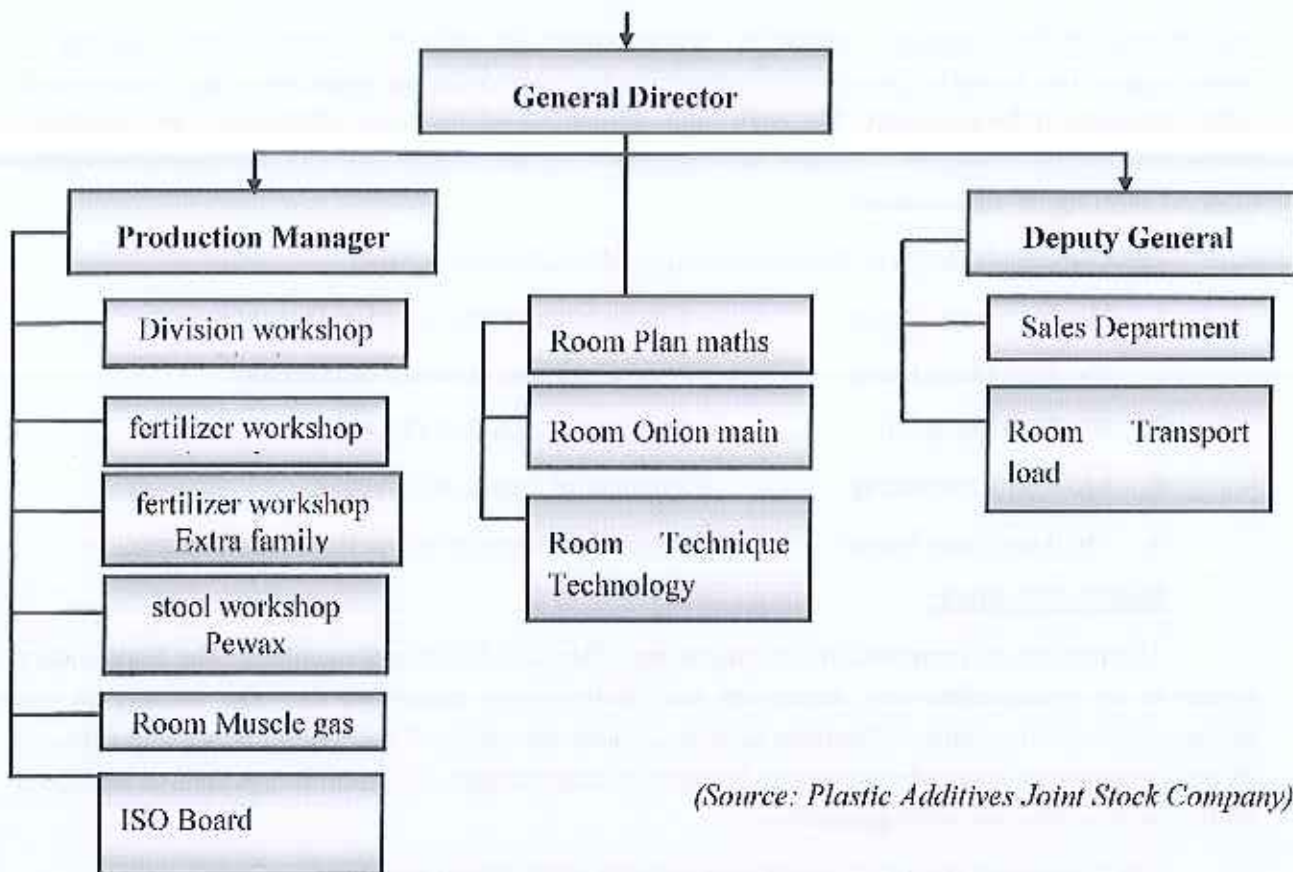 General Director
Production Manager
Division workshop
fertilizer workshop
fertilizer workshop
Extra family
stool workshop
Pewax
Room Muscle gas
ISO Board
Room Plan maths
Room Onion main
Room Technique
Technology
Deputy General
Sales Department
Room Transport
load
(Source: Plastic Additives Joint Stock Company)